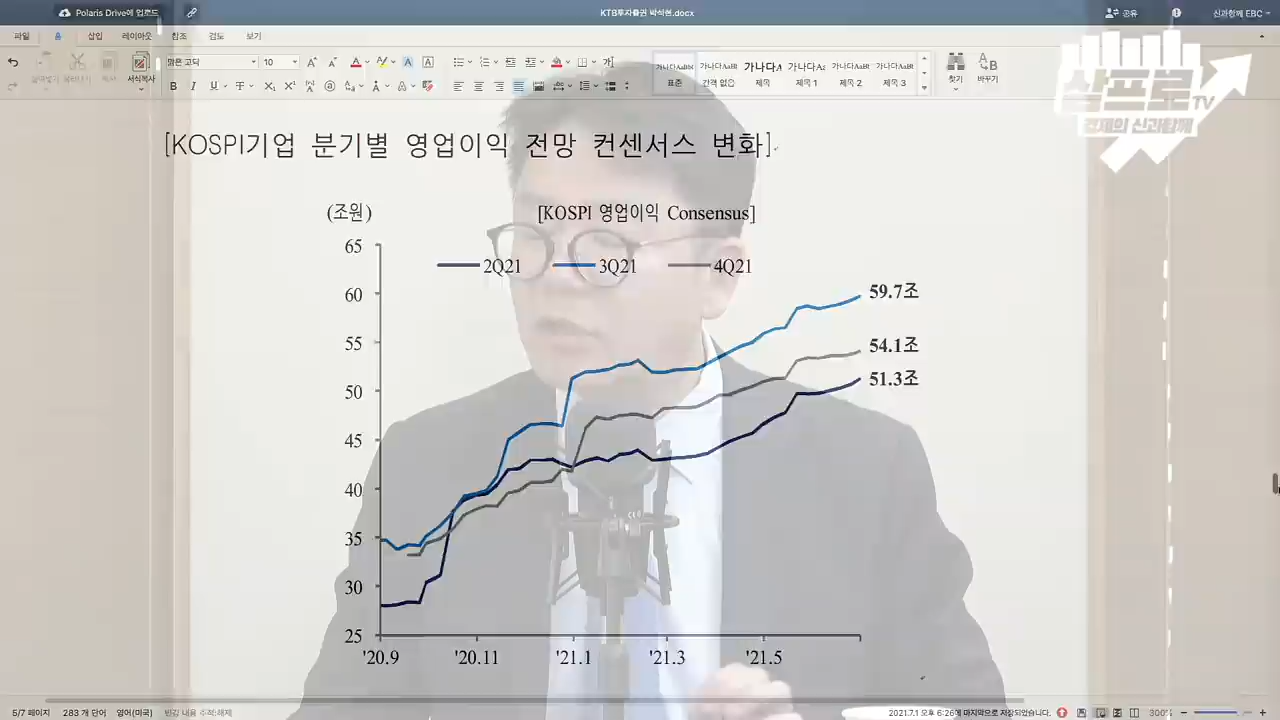 Polaris Drive에 업로드
KTB투자증권 박석현.docx
공유
신과함께 EBC
파일
홈
삽입
레이아웃
참조
검토
보기
맑은 고딕
10
서식복사
표준
간격 없음
제목
제목 1
제목 2
제목 3
찾기
바꾸기
삼프로TV
경제의 신과함께
[KOSPI기업 분기별 영업이익 전망 컨센서스 변화]
(조원)
[KOSPI 영업이익 Consensus]
2Q21
3Q21
4Q21
65
60
55
50
45
40
35
30
25
59.7조
54.1조
51.3조
'20.9
'20.11
'21.1
'21.3
'21.5
5/7 페이지
283 개 단어
영어(미국)
2021.7.1 오후 6:26에 마지막으로 저장되었습니다.
300%